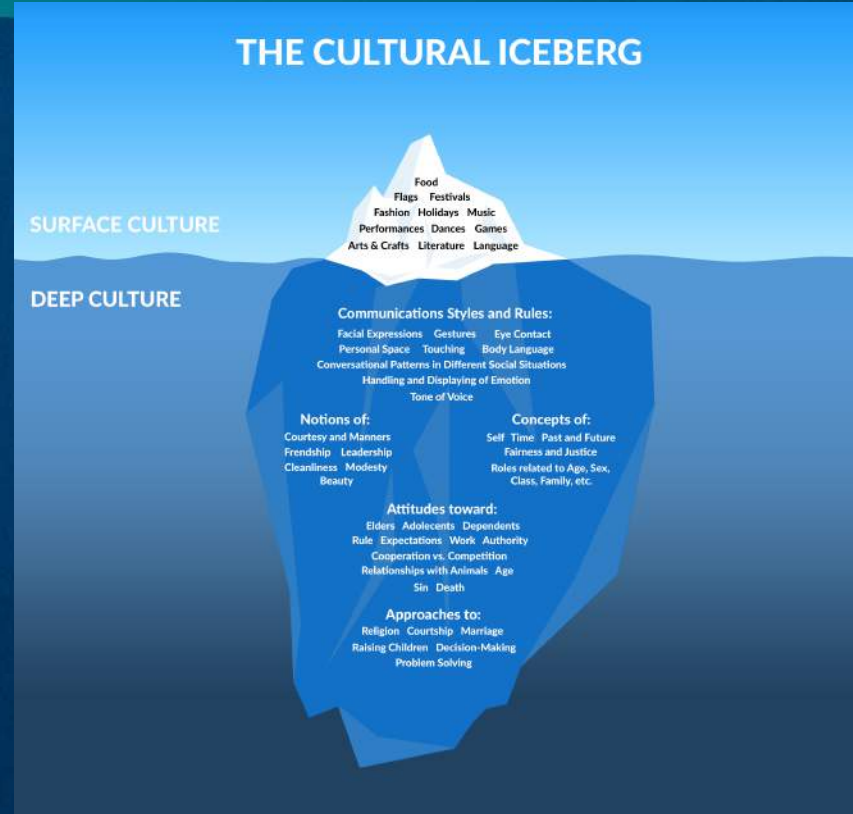 THE CULTURAL ICEBERG
Food
Flags Festivals
Fashion Holidays Music
Performances Dances Games
Arts & Crafts Literature Language
SURFACE CULTURE
DEEP CULTURE
Communications Styles and Rules:
Facial Expressions Gestures Eye Contact
Personal Space Touching Body Language
Conversational Patterns in Different Social Situations
Handling and Displaying of Emotion
Tone of Voice
Notions of:
Courtesy and Manners
Frendship Leadership
Cleanliness Modesty
Beauty
Concepts of:
Self Time Past and Future
Fairness and Justice
Roles related to Age, Sex,
Class, Family, etc.
Attitudes toward:
Elders Adolecents Dependents
Rule Expectations Work Authority
Cooperation vs. Competition
Relationships with Animals Age
Sin Death
Approaches to:
Religion Courtship Marriage
Raising Children Decision-Making
Problem Solving